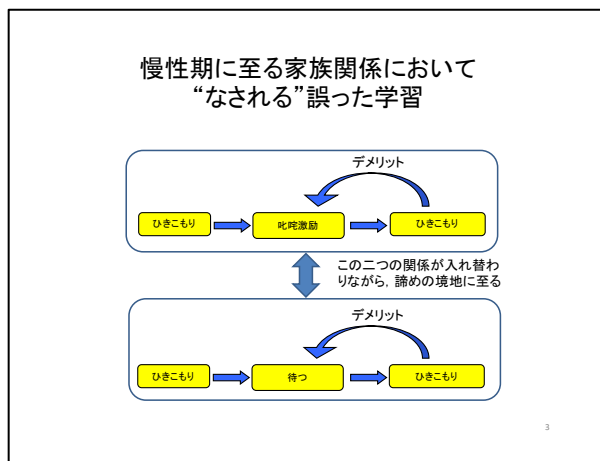 慢性期に至る家族関係において
“なされる”誤った学習
デメリット
ひきこもり
叱咤激励
ひきこもり
この二つの関係が入れ替わ
りながら，諦めの境地に至る
デメリット
ひきこもり
待つ
ひきこもり
3